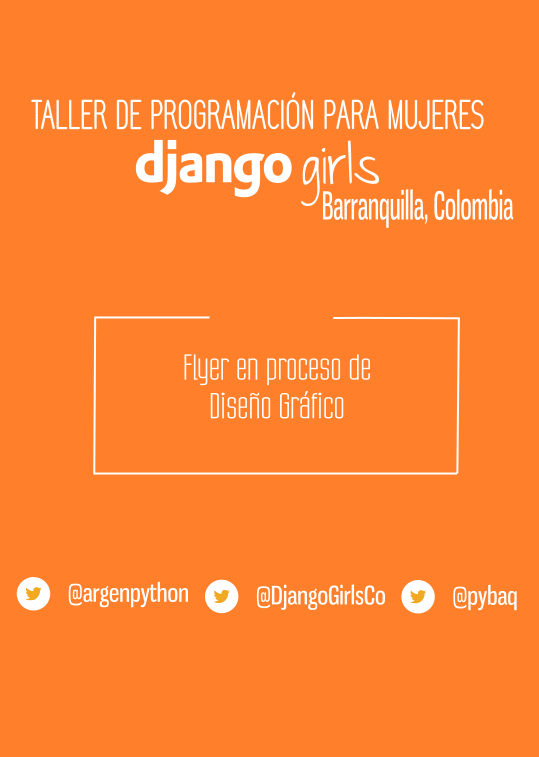 TALLER DE PROGRAMACIÓN PARA MUJERES
django girls
Barranquilla, Colombia
Flyer en proceso de
Diseño Gráfico
@argenpython @DjangoGirlsCo @pybaq